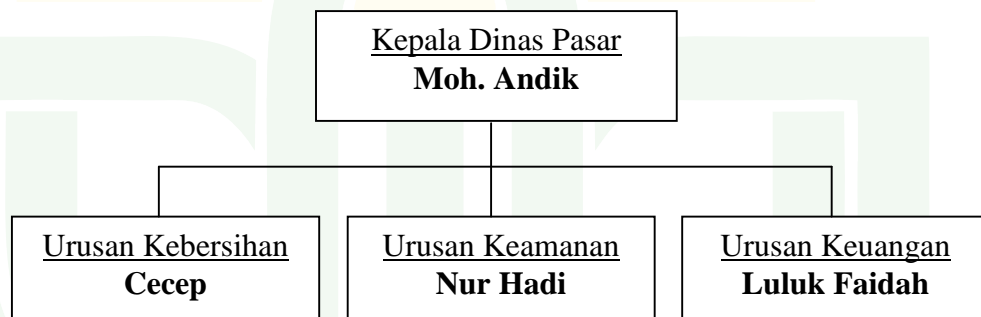 Kepala Dinas Pasar
Moh. Andik
Urusan Kebersihan
Cecep
Urusan Keamanan
Nur Hadi
Urusan Keuangan
Luluk Faidah